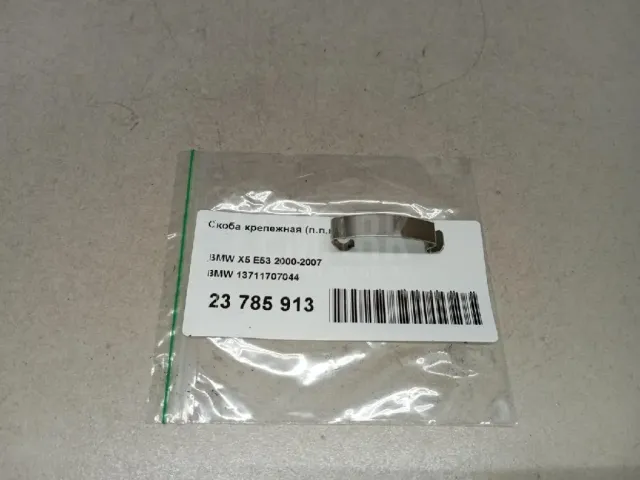 Скоба крепежная (п.п.
BMW X5 E53 2000-2007
BMW 13711707044
23 785 913